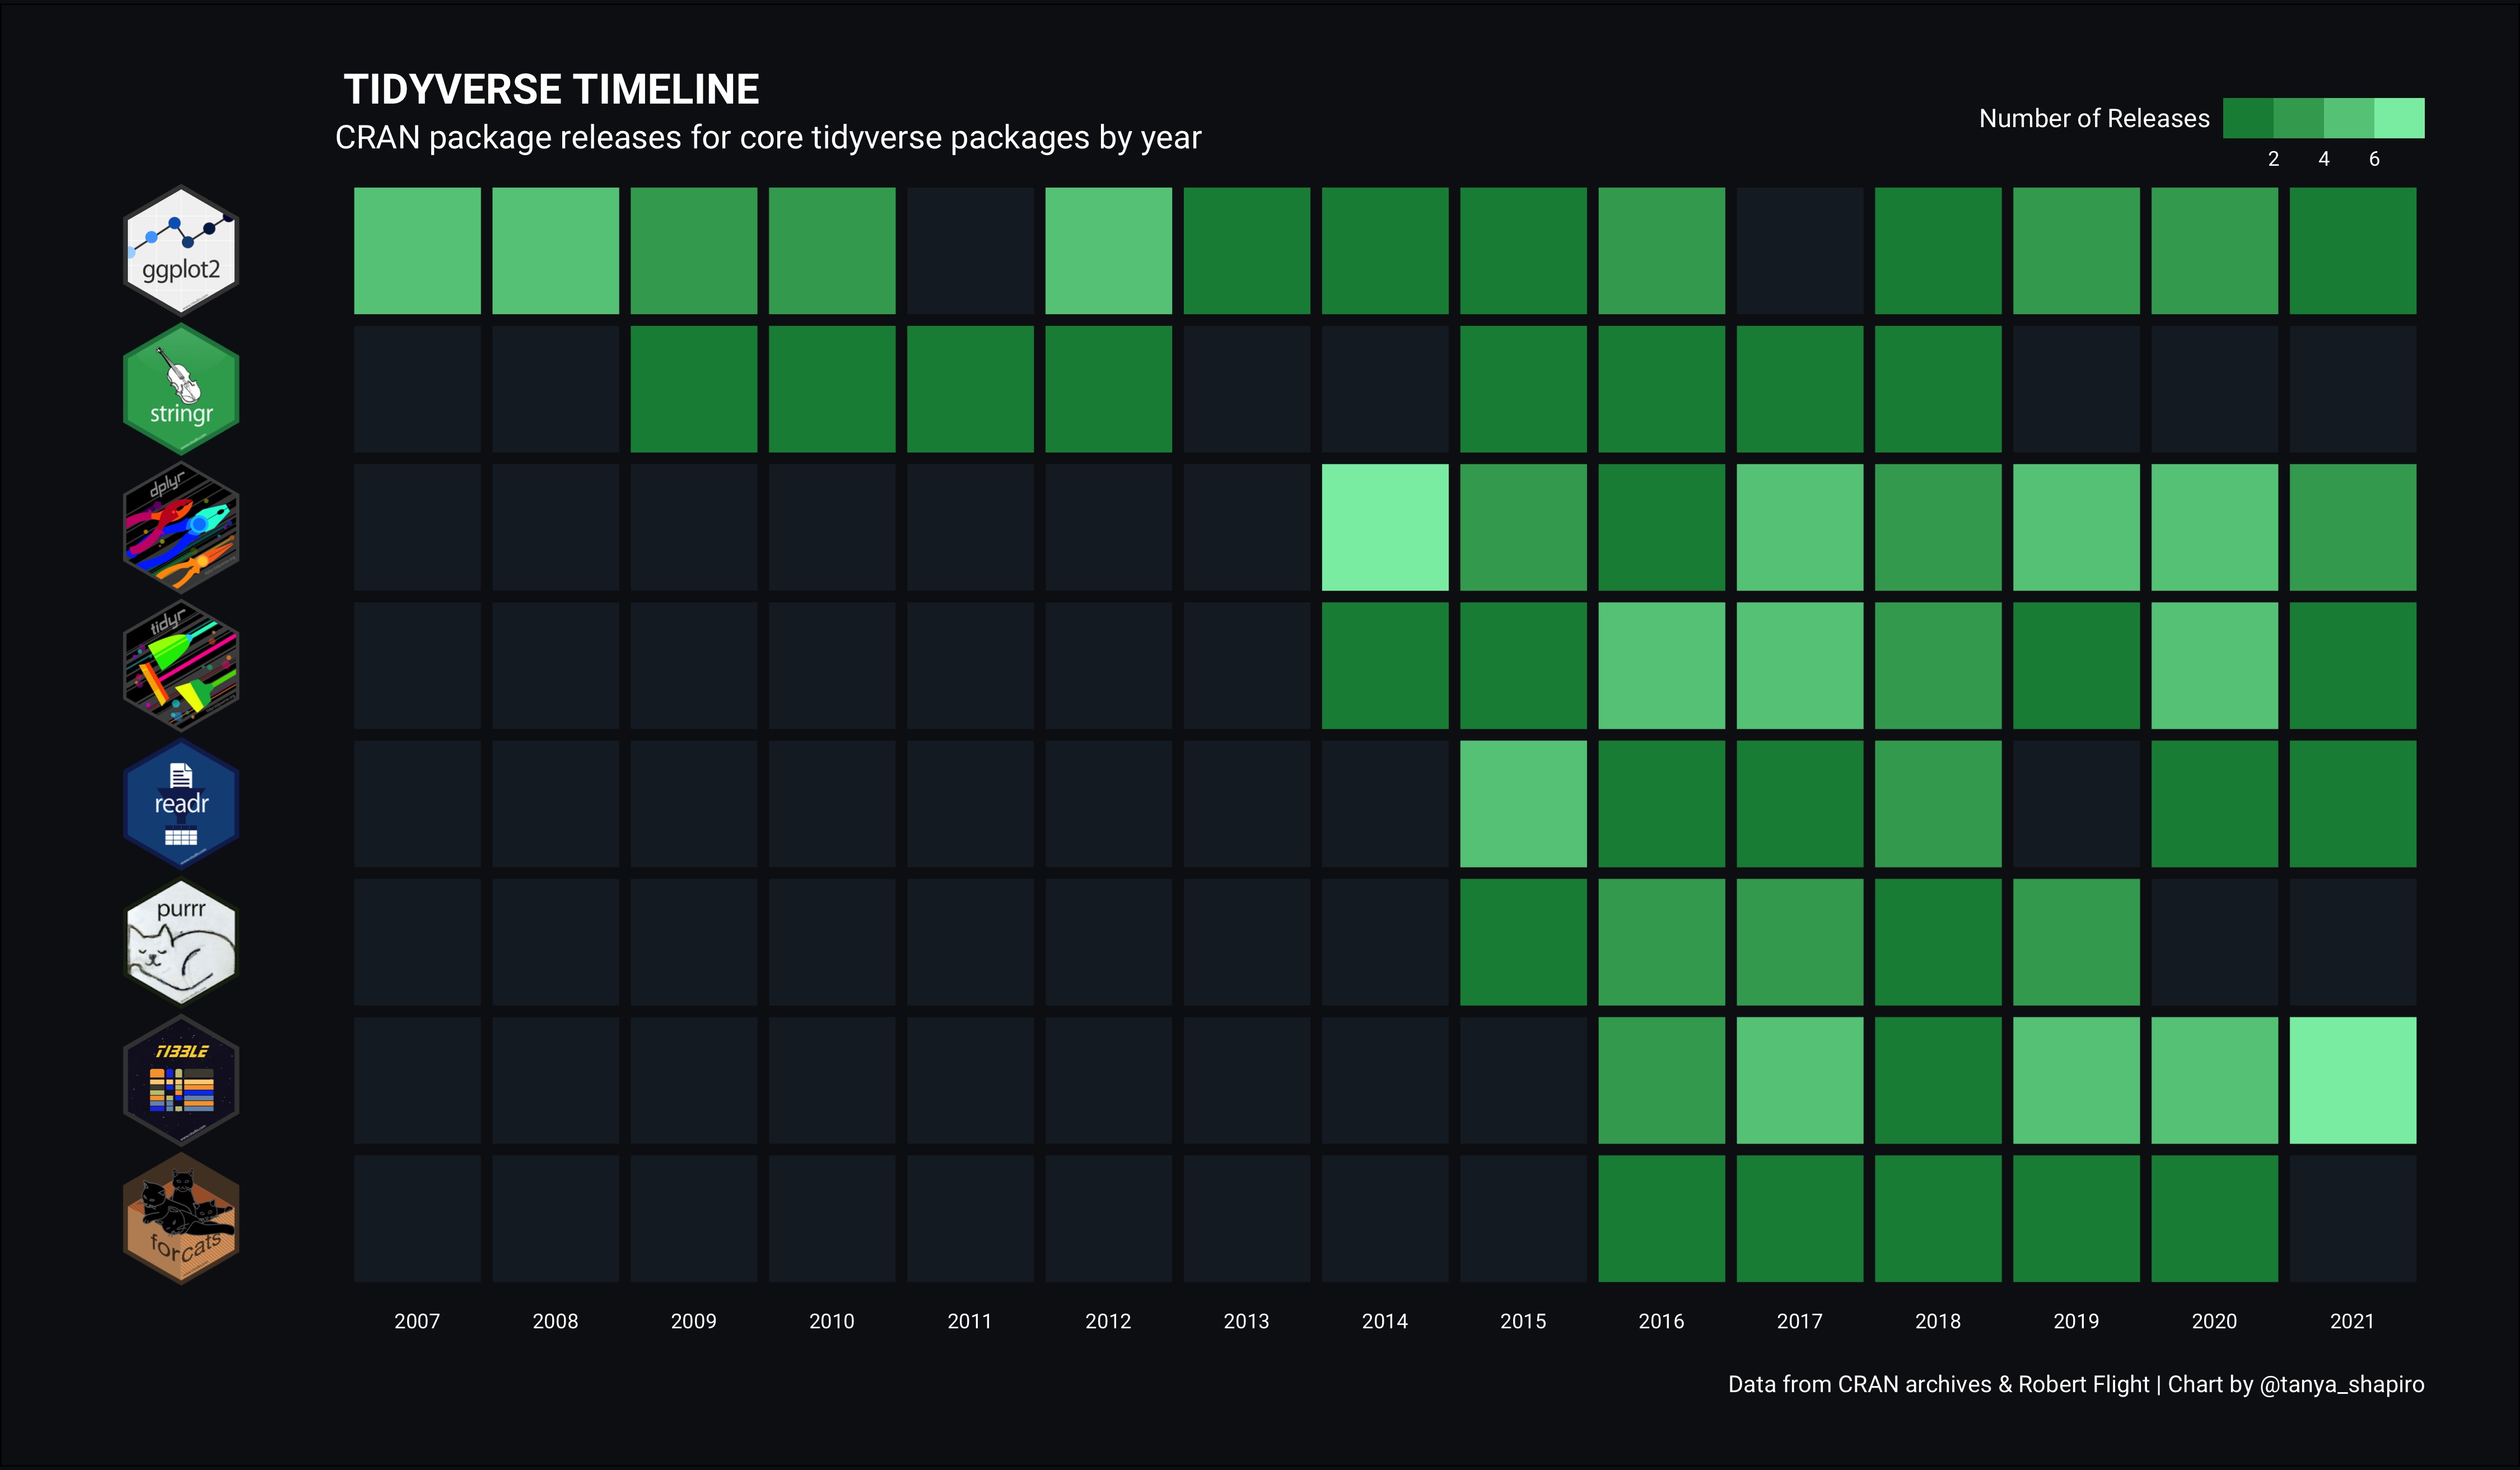 TIDYVERSE TIMELINE
CRAN package releases for core tidyverse packages by year
Number of Releases
2 4 6
ggplot2
stringr
dplyr
tidyr
readr
purrr
TIBBLE
forcats
2007 2008 2009 2010 2011 2012 2013 2014 2015 2016 2017 2018 2019 2020 2021
Data from CRAN archives & Robert Flight | Chart by @tanya_shapiro